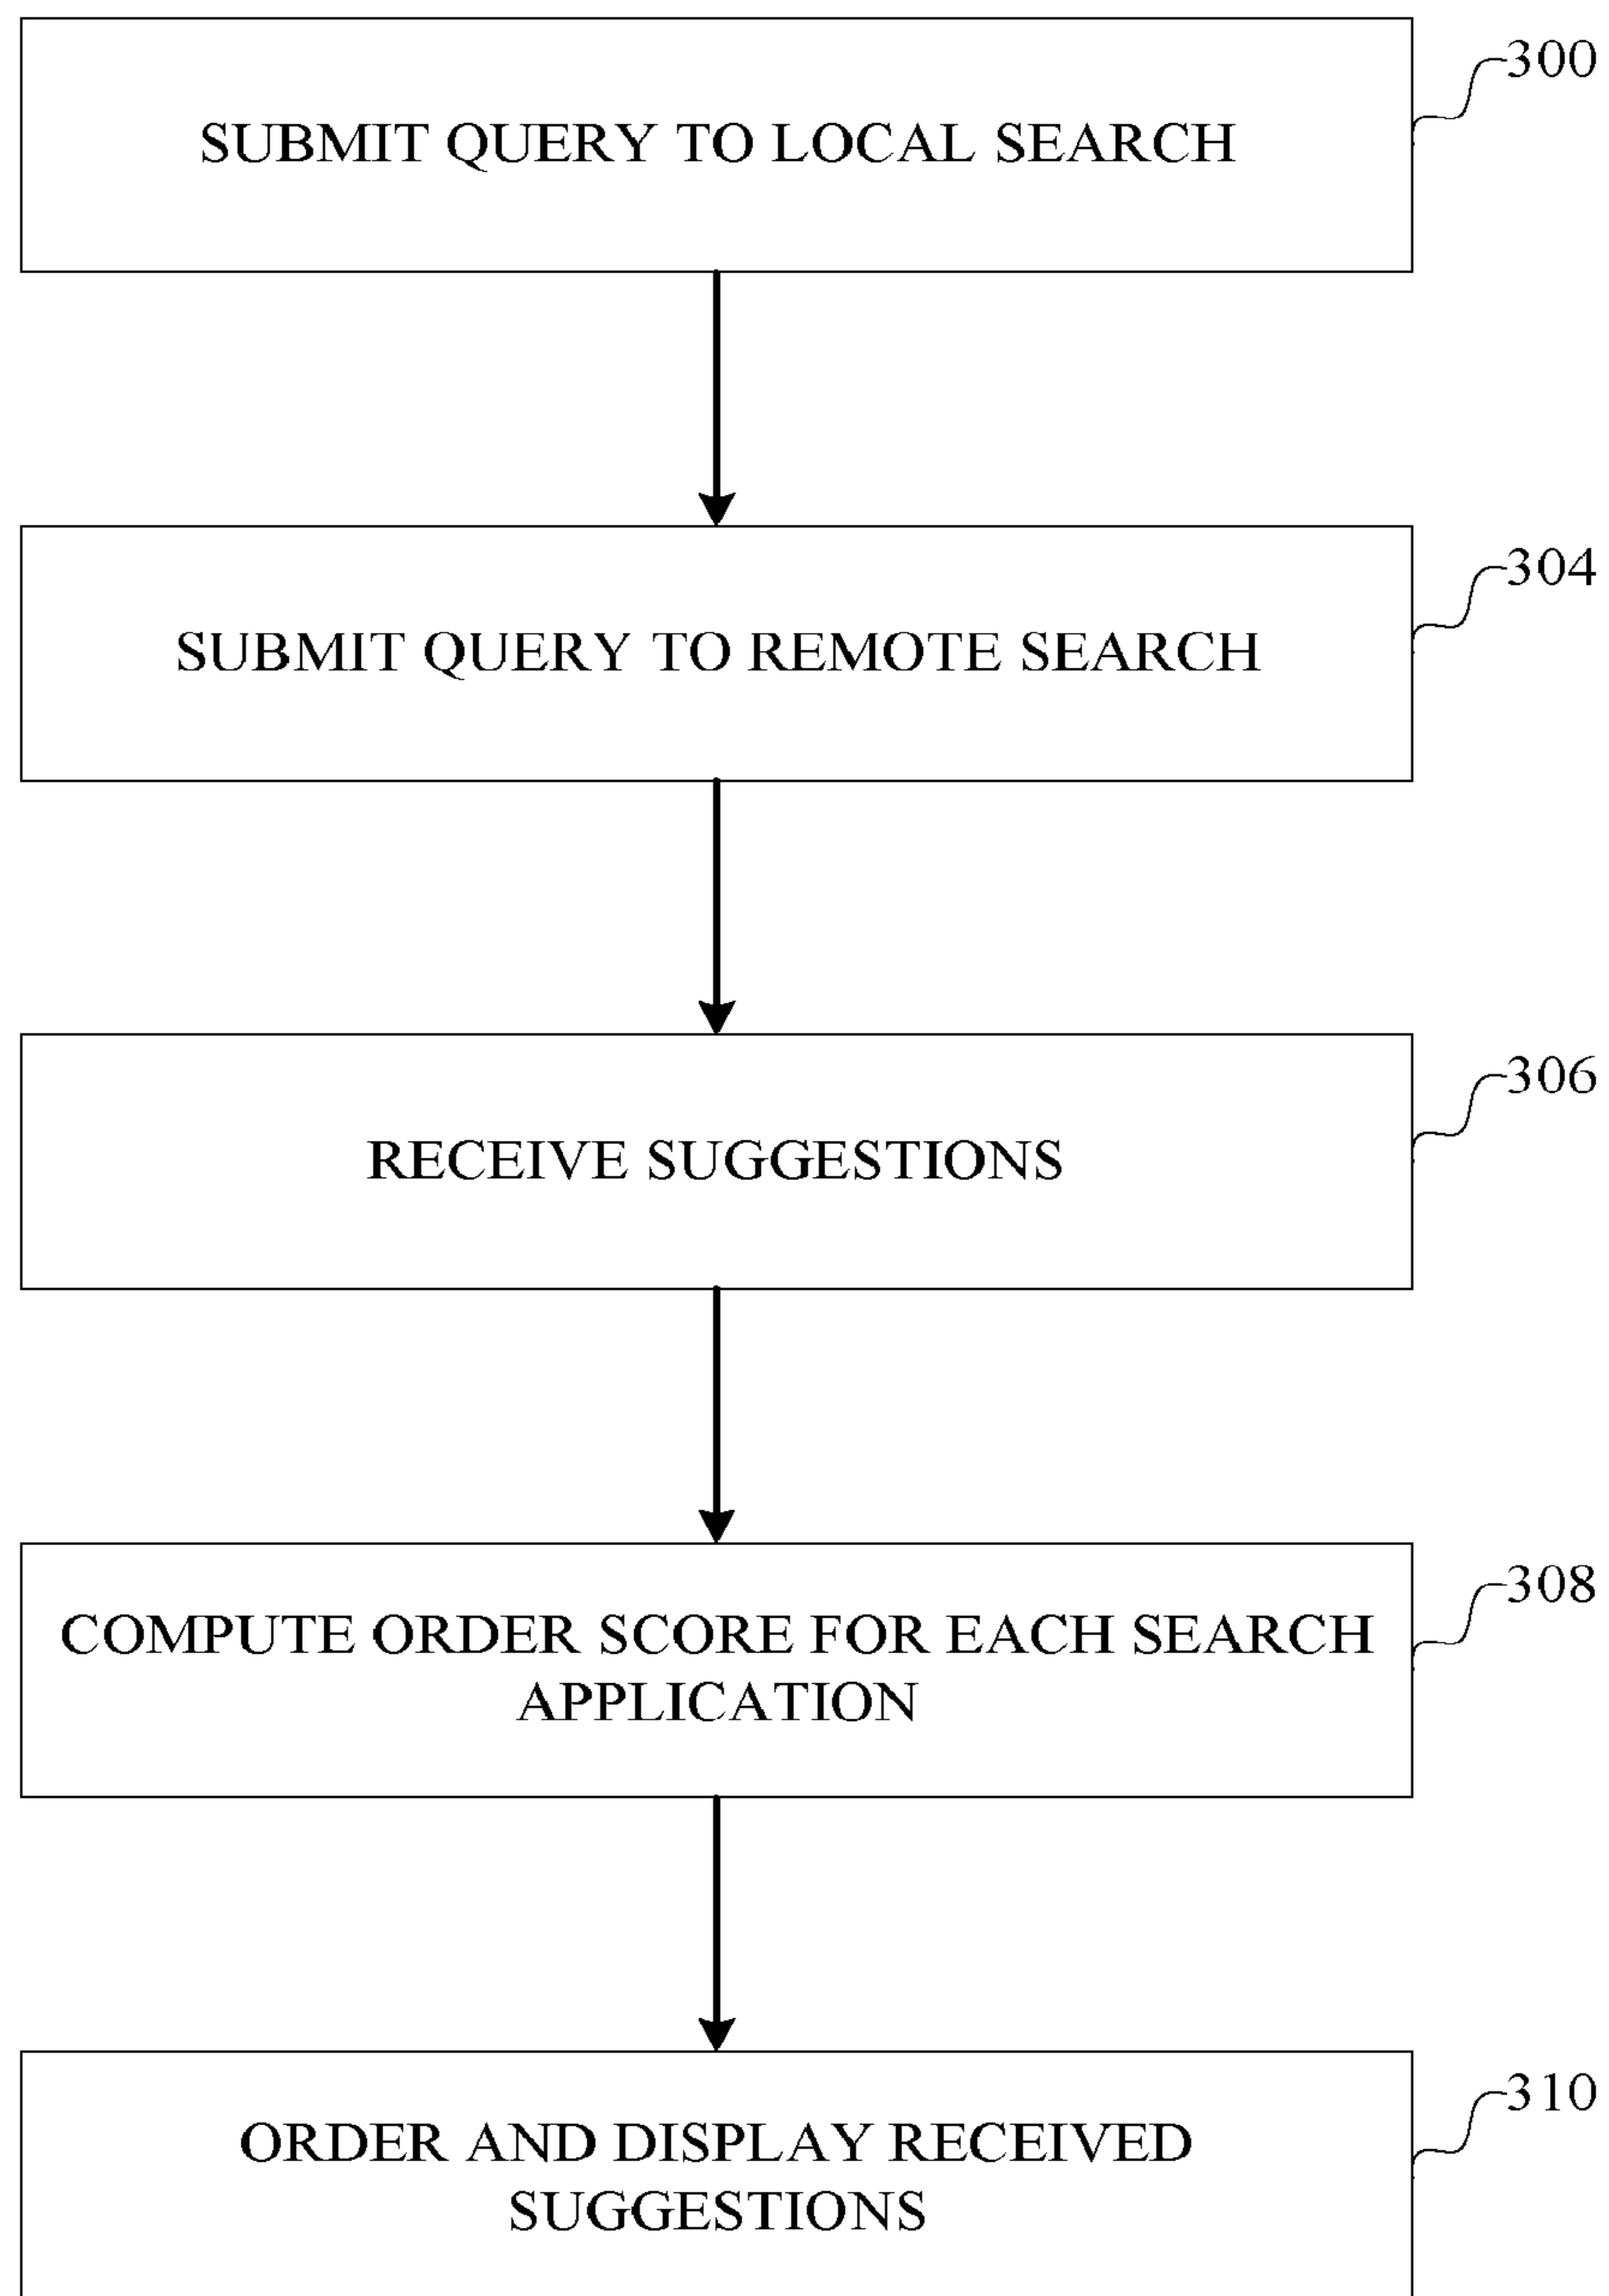 300
SUBMIT QUERY TO LOCAL SEARCH
304
SUBMIT QUERY TO REMOTE SEARCH
306
RECEIVE SUGGESTIONS
308
COMPUTE ORDER SCORE FOR EACH SEARCH
APPLICATION
310
ORDER AND DISPLAY RECEIVED
SUGGESTIONS